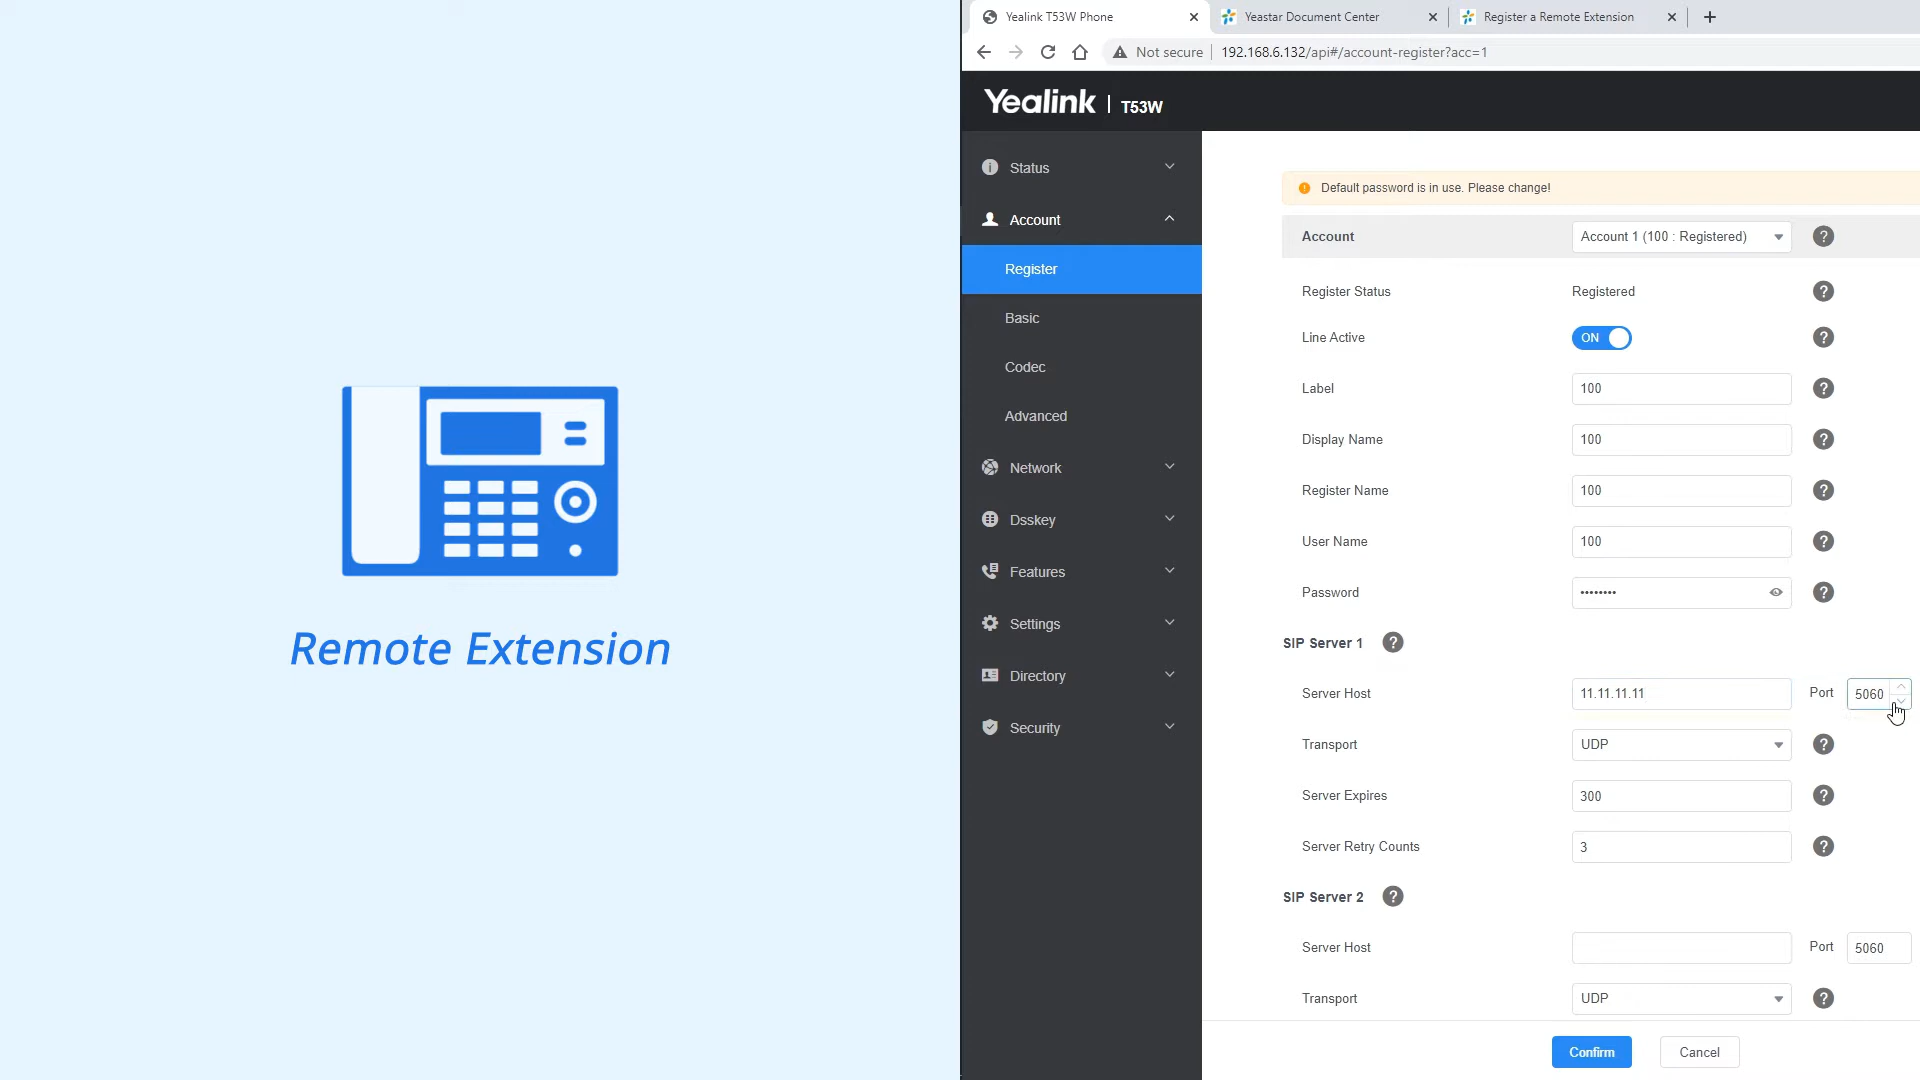 Remote Extension
Yealink T53W Phone
Yeastar Document Center
Register a Remote Extension
Not secure
192.168.6.132/api#/account-register?acc=1
Yealink | T53W
Status
Account
Register
Basic
Codec
Advanced
Network
Dsskey
Features
Settings
Directory
Security
Default password is in use. Please change!
Account Account 1 (100 : Registered)
Register Status Registered
Line Active ON
Label 100
Display Name 100
Register Name 100
User Name 100
Password ••••••••
SIP Server 1
Server Host 11.11.11.11 Port 5060
Transport UDP
Server Expires 300
Server Retry Counts 3
SIP Server 2
Server Host Port 5060
Transport UDP
Confirm Cancel